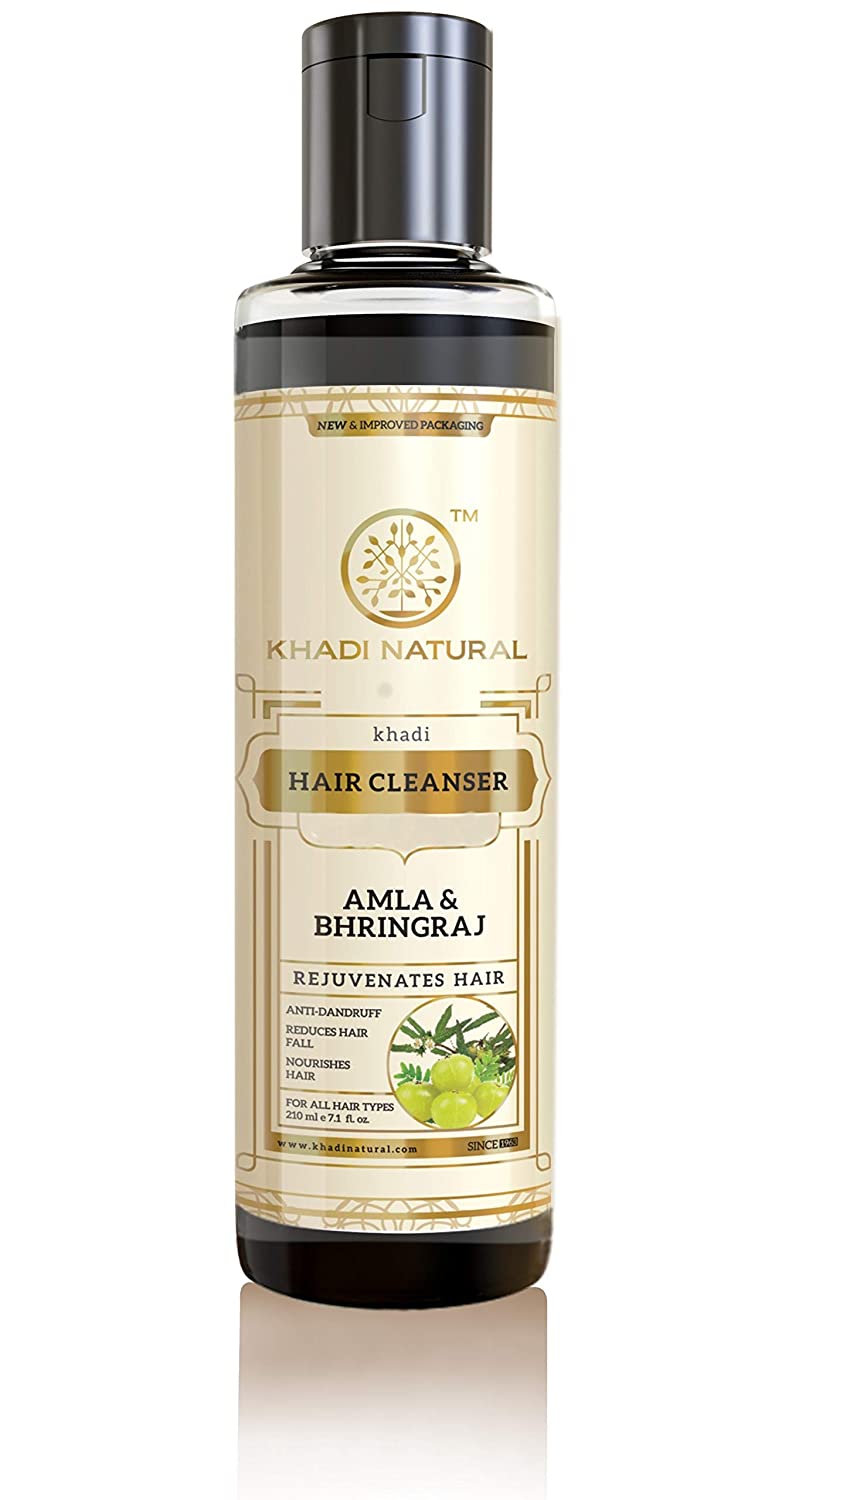 NEW & IMPROVED PACKAGING
TM
KHADI NATURAL
khadi
HAIR CLEANSER
AMLA &
BHRINGRAJ
REJUVENATES HAIR
ANTI-DANDRUFF
REDUCES HAIR
FALL
NOURISHES
HAIR
FOR ALL HAIR TYPES
210 ml e 7.1 fl. oz.
www.khadinatural.com
SINCE